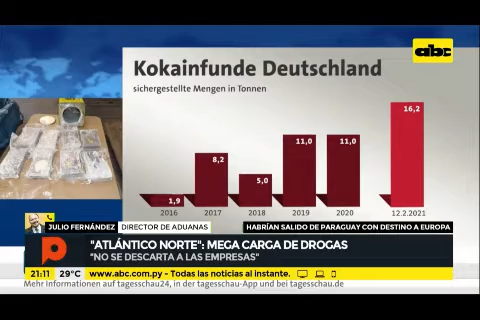 abc
TV
Kokainfunde Deutschland
sichergestellte Mengen in Tonnen
1,9
8,2
5,0
11,0
11,0
16,2
2016
2017
2018
2019
2020
12.2.2021
JULIO FERNÁNDEZ
DIRECTOR DE ADUANAS
HABRÍAN SALIDO DE PARAGUAY CON DESTINO A EUROPA
"ATLÁNTICO NORTE": MEGA CARGA DE DROGAS
"NO SE DESCARTA A LAS EMPRESAS"
21:11 29°C www.abc.com.py - Todas las noticias al instante.
Mehr Informationen auf tagesschau24, in der tagesschau-App und bei tagesschau.de